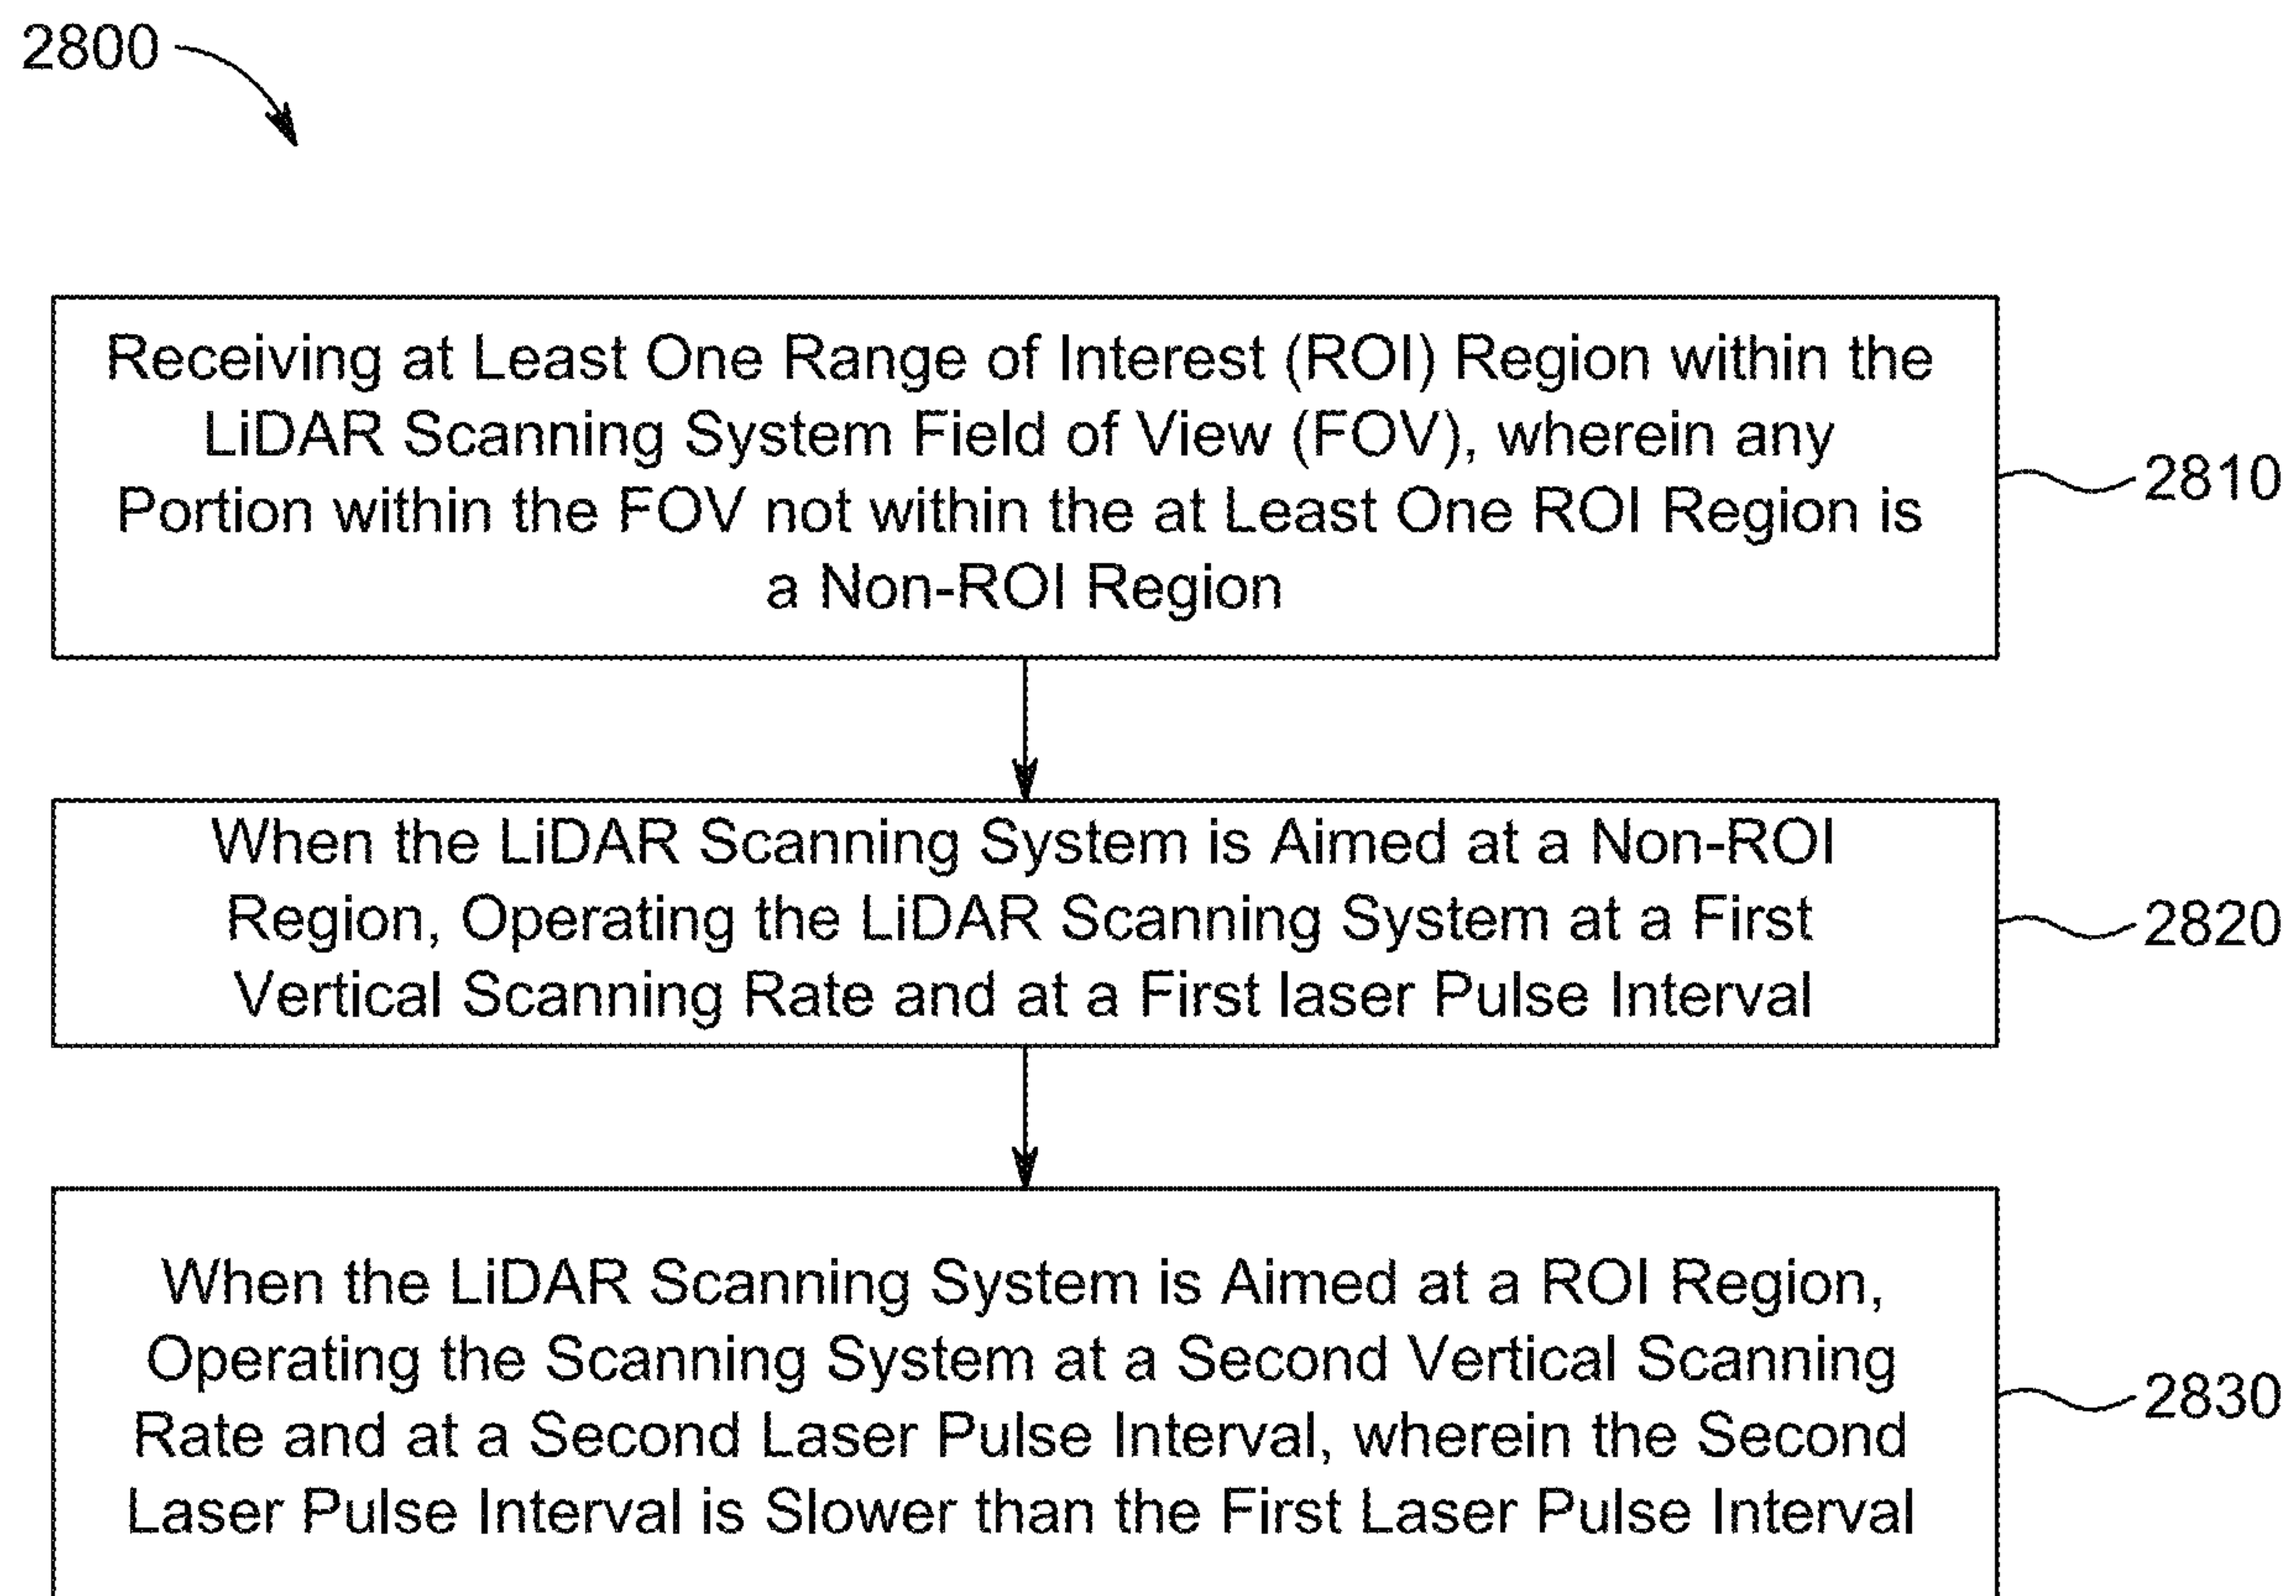 2800
Receiving at Least One Range of Interest (ROI) Region within the
LiDAR Scanning System Field of View (FOV), wherein any
Portion within the FOV not within the at Least One ROI Region is
a Non-ROI Region
2810
When the LiDAR Scanning System is Aimed at a Non-ROI
Region, Operating the LiDAR Scanning System at a First
Vertical Scanning Rate and at a First laser Pulse Interval
2820
When the LiDAR Scanning System is Aimed at a ROI Region,
Operating the Scanning System at a Second Vertical Scanning
Rate and at a Second Laser Pulse Interval, wherein the Second
Laser Pulse Interval is Slower than the First Laser Pulse Interval
2830